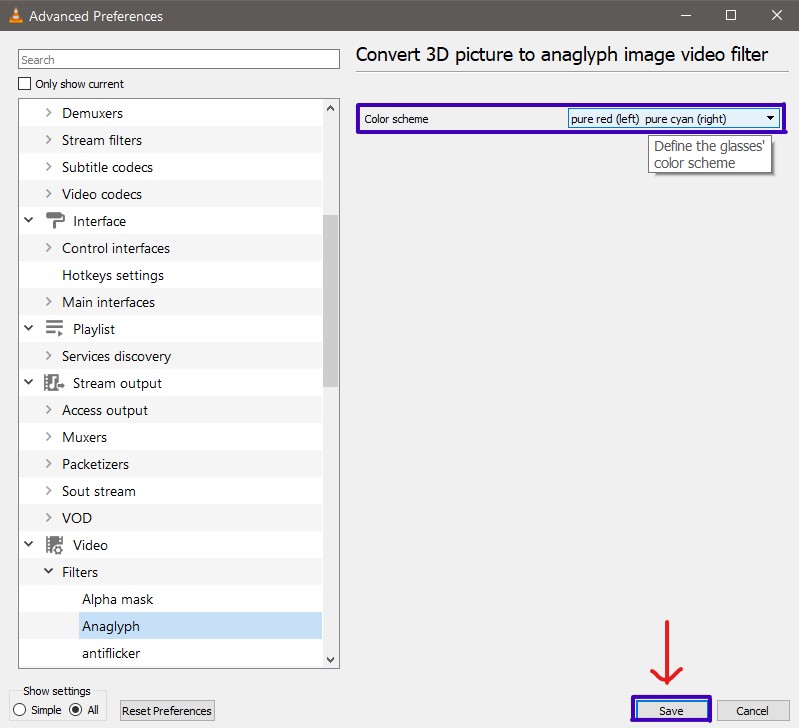 Advanced Preferences
Search
Only show current
Demuxers
Stream filters
Subtitle codecs
Video codecs
Interface
Control interfaces
Hotkeys settings
Main interfaces
Playlist
Services discovery
Stream output
Access output
Muxers
Packetizers
Sout stream
VOD
Video
Filters
Alpha mask
Anaglyph
antiflicker
Show settings
Simple All
Reset Preferences
Convert 3D picture to anaglyph image video filter
Color scheme pure red (left) pure cyan (right)
Define the glasses'
color scheme
Save Cancel